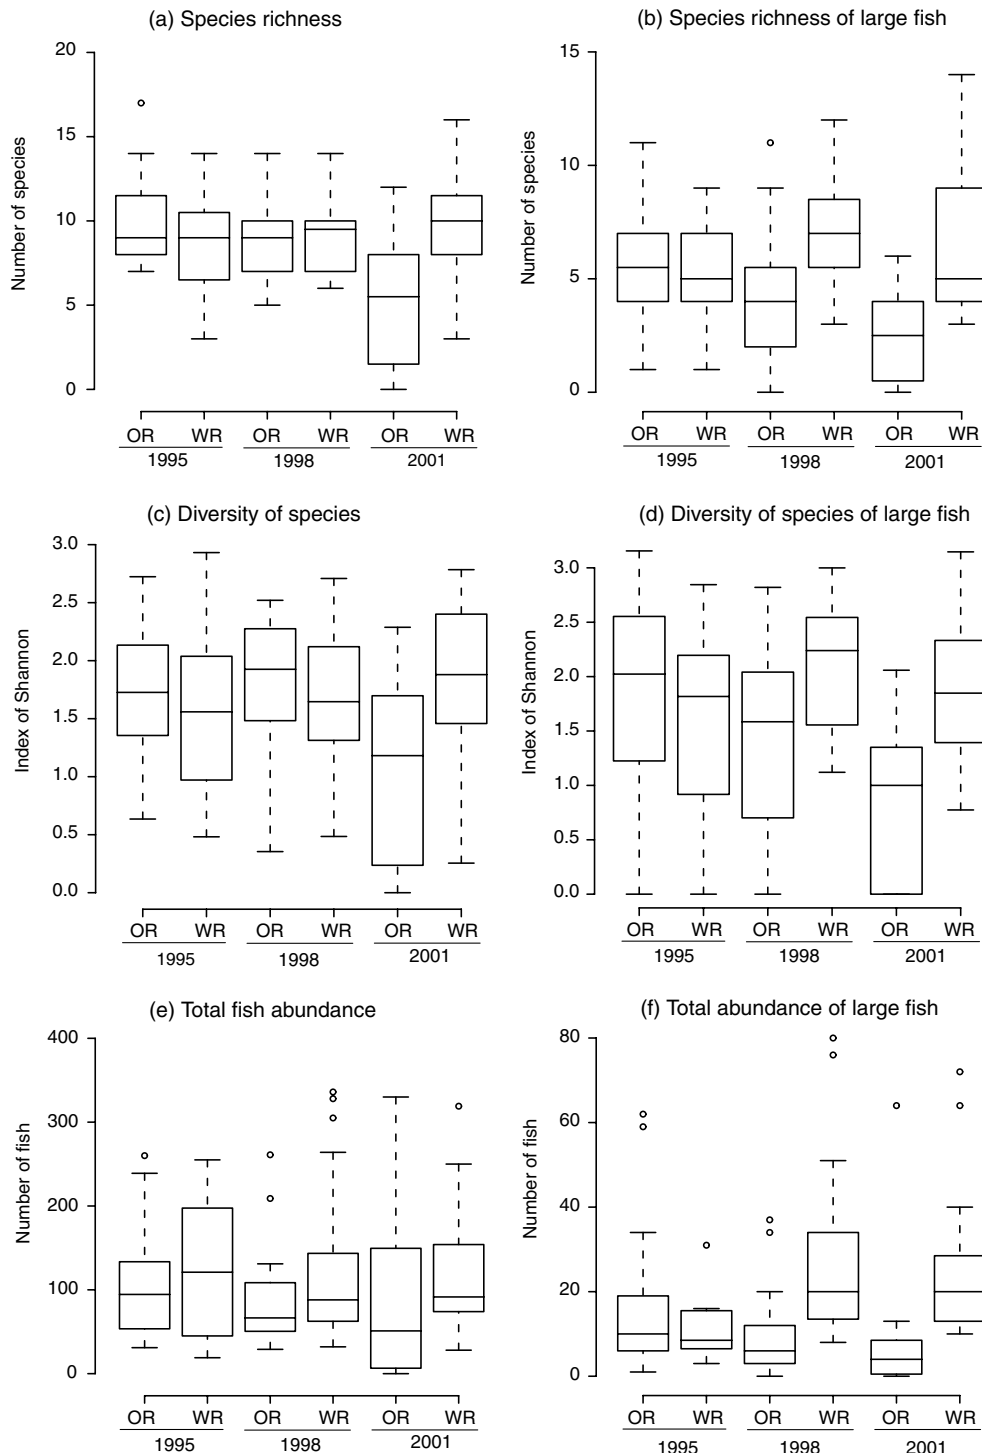 (a) Species richness
20
15
10
5
0
Number of species
OR WR OR WR OR WR
1995 1998 2001
(b) Species richness of large fish
15
10
5
0
Number of species
OR WR OR WR OR WR
1995 1998 2001
(c) Diversity of species
3.0
2.5
2.0
1.5
1.0
0.5
0.0
Index of Shannon
OR WR OR WR OR WR
1995 1998 2001
(d) Diversity of species of large fish
3.0
2.5
2.0
1.5
1.0
0.5
0.0
Index of Shannon
OR WR OR WR OR WR
1995 1998 2001
(e) Total fish abundance
400
300
200
100
0
Number of fish
OR WR OR WR OR WR
1995 1998 2001
(f) Total abundance of large fish
80
60
40
20
0
Number of fish
OR WR OR WR OR WR
1995 1998 2001